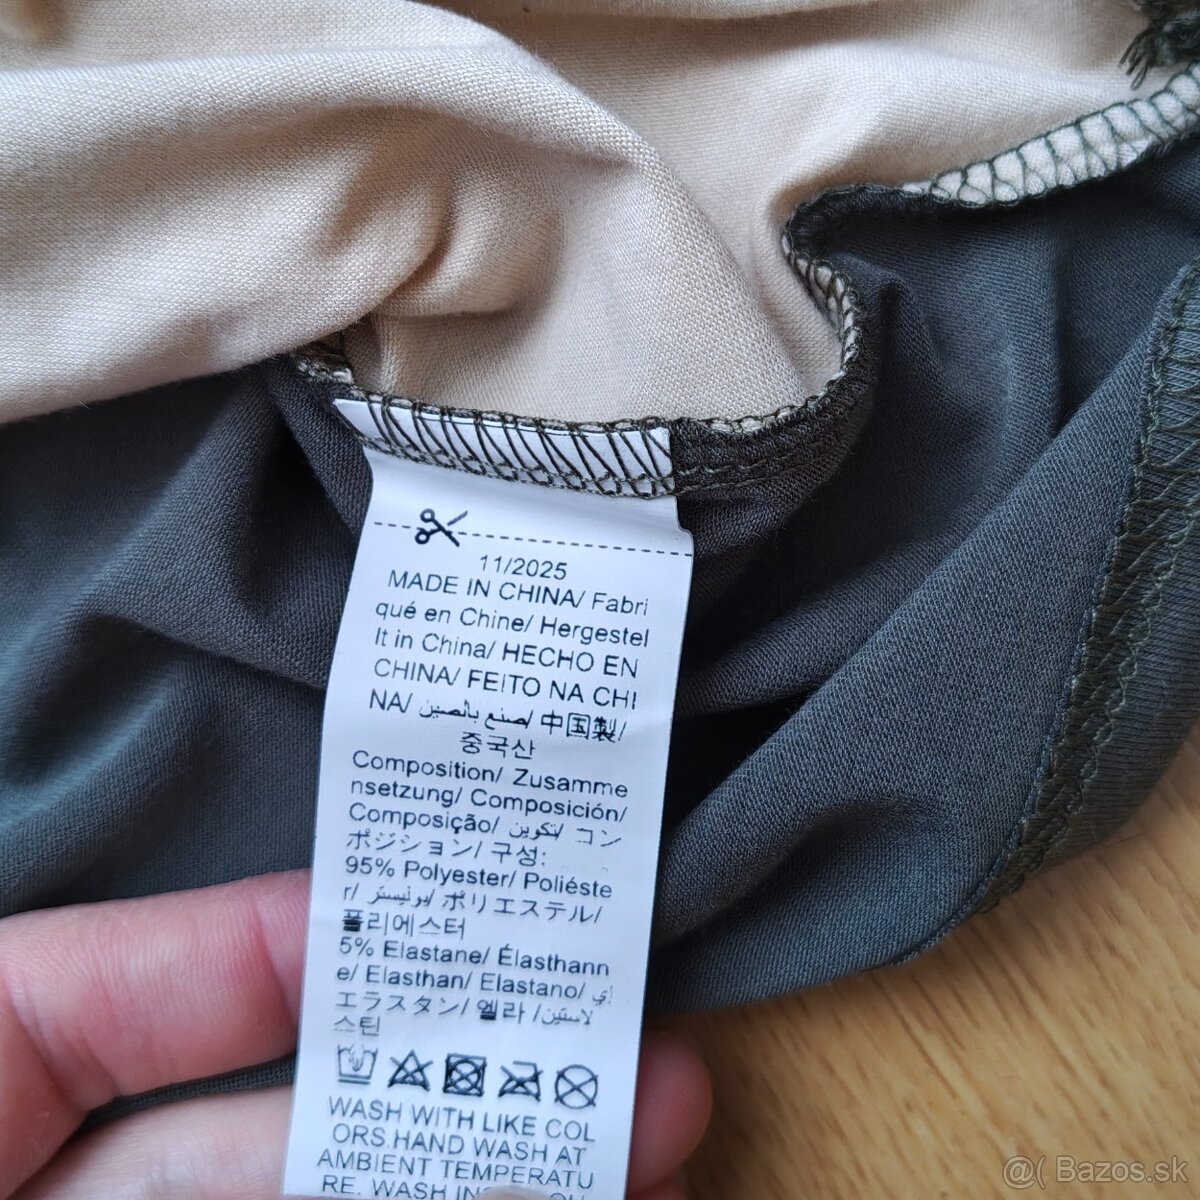 11/2025
MADE IN CHINA/ Fabri
qué en Chine/ Hergestel
lt in China/ HECHO EN
CHINA/ FEITO NA CHI
NA/ صنع بالصين/ 中国製/
중국산
Composition/ Zusamme
nsetzung/ Composición/
Composição/ تكوين/ コン
ポジション/ 구성:
95% Polyester/ Poliéste
r/ بوليستر/ ポリエステル/
폴리에스터
5% Elastane/ Élasthann
e/ Elasthan/ Elastano/ إي
エラスタン/ 엘라 /لاستين
스틴
WASH WITH LIKE COL
ORS.HAND WASH AT
AMBIENT TEMPERATU
RE. WASH
@( Bazos.sk